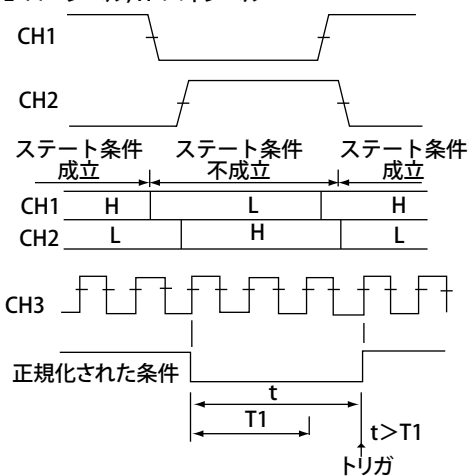 CH1
CH2
ステート条件 ステート条件 ステート条件
成立 不成立 成立
CH1 H L H
CH2 L H L
CH3
正規化された条件
t
T1
t＞T1
トリガ